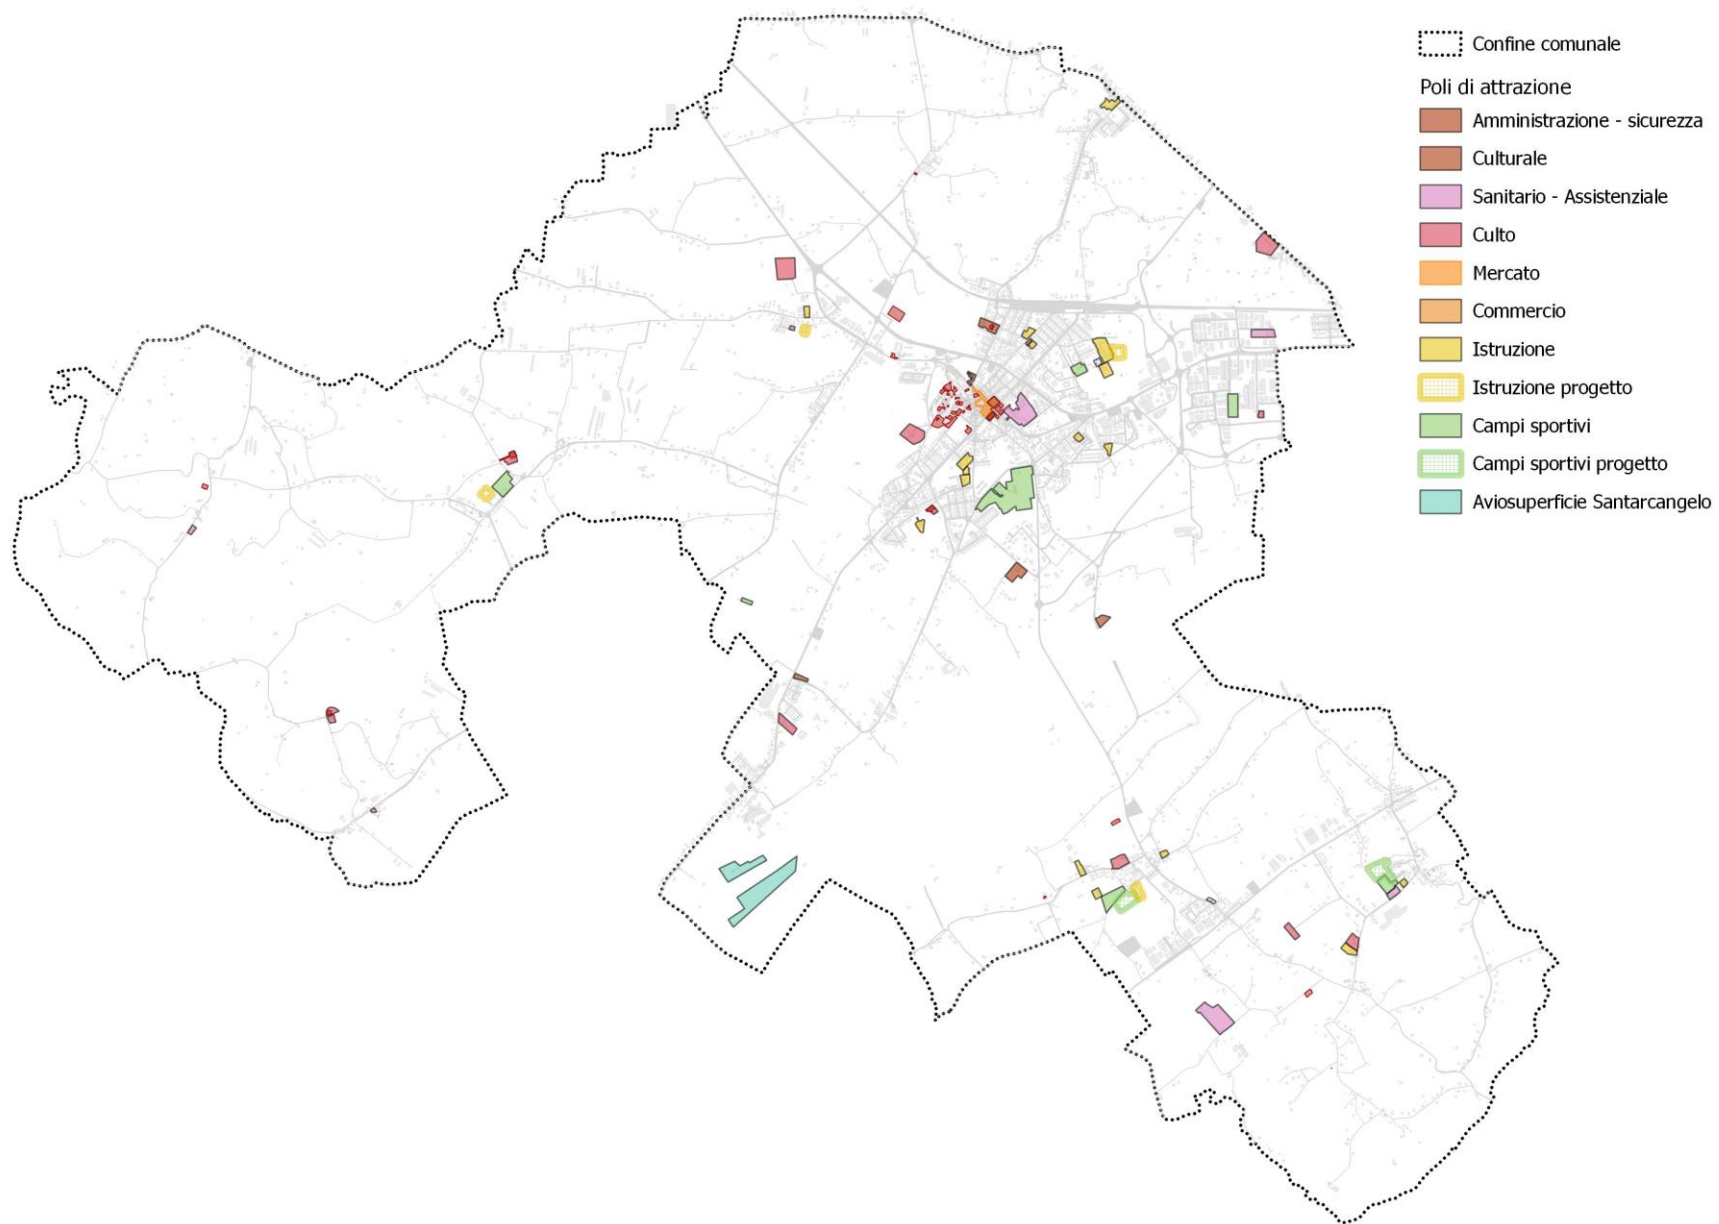 Confine comunale
Poli di attrazione
Amministrazione - sicurezza
Culturale
Sanitario - Assistenziale
Culto
Mercato
Commercio
Istruzione
Istruzione progetto
Campi sportivi
Campi sportivi progetto
Aviosuperficie Santarcangelo